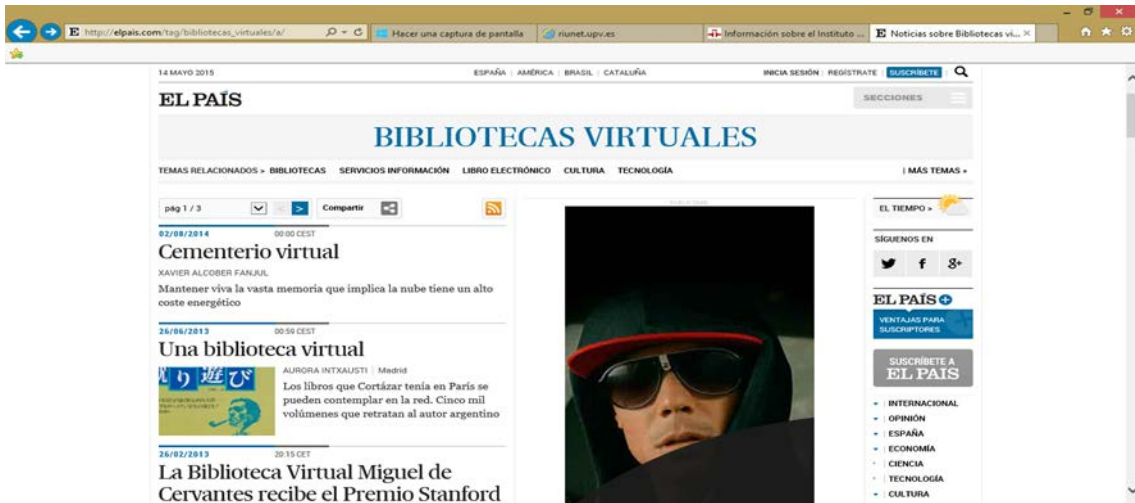 http://elpais.com/tag/bibliotecas_virtuales/a/
Hacer una captura de pantalla
riunet.upv.es
Información sobre el Instituto ...
Noticias sobre Bibliotecas vi...
14 MAYO 2015
ESPAÑA | AMÉRICA | BRASIL | CATALUÑA
INICIA SESIÓN | REGÍSTRATE | SUSCRÍBETE
EL PAÍS
SECCIONES
BIBLIOTECAS VIRTUALES
TEMAS RELACIONADOS » BIBLIOTECAS SERVICIOS INFORMACIÓN LIBRO ELECTRÓNICO CULTURA TECNOLOGÍA
| MÁS TEMAS »
pág 1 / 3
< >
Compartir
02/08/2014 00:00 CEST
Cementerio virtual
XAVIER ALCOBER FANJUL
Mantener viva la vasta memoria que implica la nube tiene un alto
coste energético
26/06/2013 00:59 CEST
Una biblioteca virtual
り遊び
AURORA INTXAUSTI | Madrid
Los libros que Cortázar tenía en París se
pueden contemplar en la red. Cinco mil
volúmenes que retratan al autor argentino
26/02/2013 20:15 CET
La Biblioteca Virtual Miguel de
Cervantes recibe el Premio Stanford
PUBLICIDAD
EL TIEMPO »
SÍGUENOS EN
f
g+
EL PAÍS +
VENTAJAS PARA
SUSCRIPTORES
SUSCRÍBETE A
EL PAIS
INTERNACIONAL
OPINIÓN
ESPAÑA
ECONOMÍA
CIENCIA
TECNOLOGÍA
CULTURA